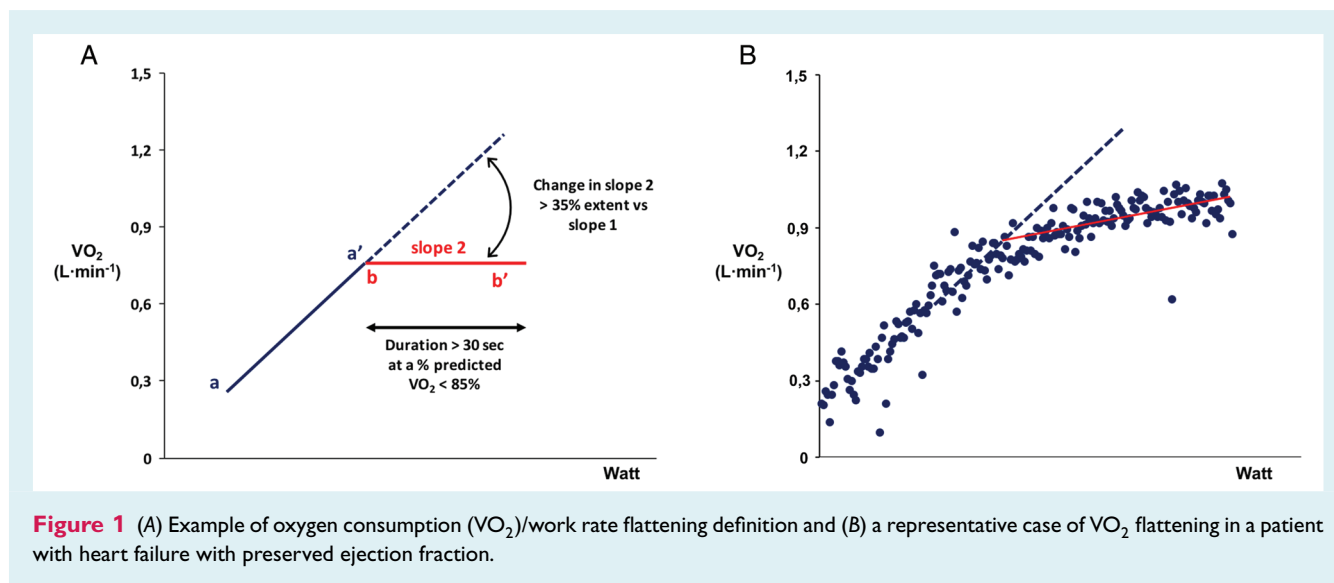 A
1,5
1,2
0,9
0,6
0,3
0
VO₂
(L·min⁻¹)
a
a’
b
slope 2
b’
Change in slope 2
> 35% extent vs
slope 1
Duration > 30 sec
at a % predicted
VO₂ < 85%
Watt
B
1,5
1,2
0,9
0,6
0,3
0
VO₂
(L·min⁻¹)
Watt
Figure 1 (A) Example of oxygen consumption (VO₂)/work rate flattening definition and (B) a representative case of VO₂ flattening in a patient
with heart failure with preserved ejection fraction.